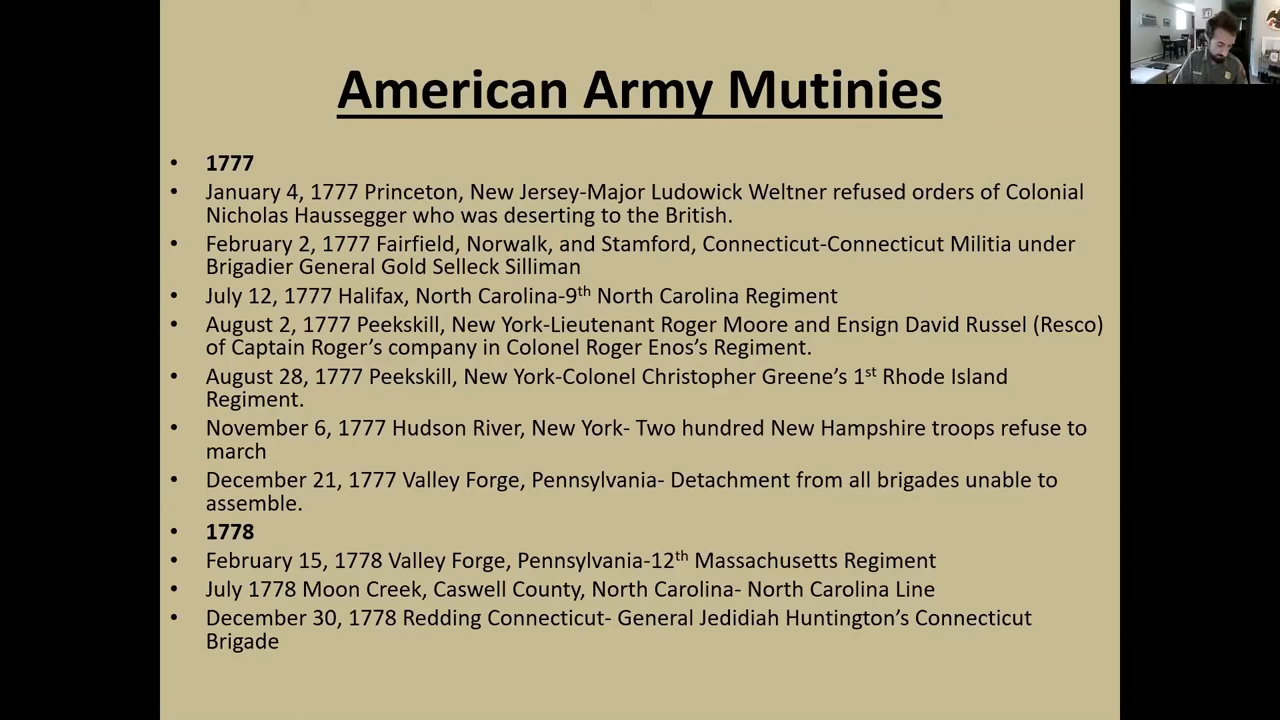 American Army Mutinies
• 1777
• January 4, 1777 Princeton, New Jersey-Major Ludowick Weltner refused orders of Colonial
Nicholas Haussegger who was deserting to the British.
• February 2, 1777 Fairfield, Norwalk, and Stamford, Connecticut-Connecticut Militia under
Brigadier General Gold Selleck Silliman
• July 12, 1777 Halifax, North Carolina-9th North Carolina Regiment
• August 2, 1777 Peekskill, New York-Lieutenant Roger Moore and Ensign David Russel (Resco)
of Captain Roger’s company in Colonel Roger Enos’s Regiment.
• August 28, 1777 Peekskill, New York-Colonel Christopher Greene’s 1st Rhode Island
Regiment.
• November 6, 1777 Hudson River, New York- Two hundred New Hampshire troops refuse to
march
• December 21, 1777 Valley Forge, Pennsylvania- Detachment from all brigades unable to
assemble.
• 1778
• February 15, 1778 Valley Forge, Pennsylvania-12th Massachusetts Regiment
• July 1778 Moon Creek, Caswell County, North Carolina- North Carolina Line
• December 30, 1778 Redding Connecticut- General Jedidiah Huntington’s Connecticut
Brigade